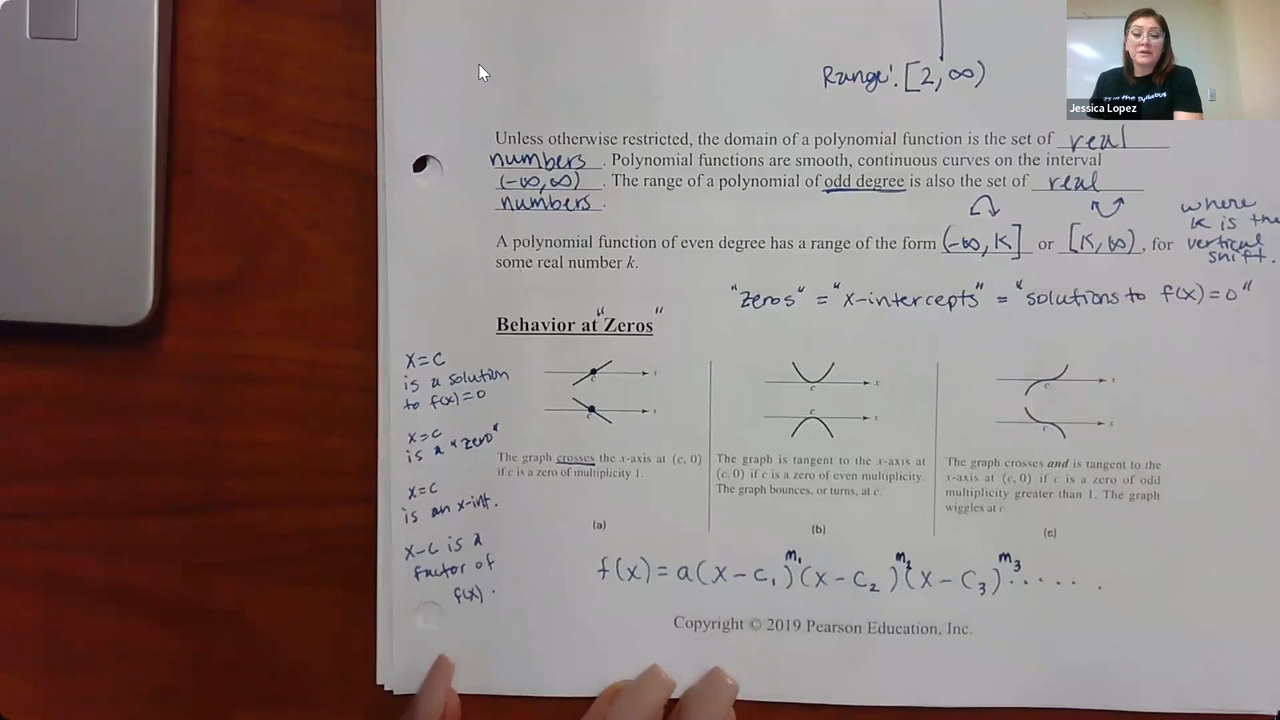 Range: [2, ∞)
Jessica Lopez
Unless otherwise restricted, the domain of a polynomial function is the set of real
numbers. Polynomial functions are smooth, continuous curves on the interval
(-∞, ∞). The range of a polynomial of odd degree is also the set of real
numbers.
where
K is the
vertical
shift.
A polynomial function of even degree has a range of the form (-∞, K] or [K, ∞), for
some real number k.
"zeros" = "x-intercepts" = "solutions to f(x)=0"
Behavior at "Zeros"
x=c
is a solution
to f(x)=0
x=c
is a "zero"
x=c
is an x-int.
x-c is a
factor of
f(x).
c x
c x
The graph crosses the x-axis at (c, 0)
if c is a zero of multiplicity 1.
(a)
c x
c x
The graph is tangent to the x-axis at
(c, 0) if c is a zero of even multiplicity.
The graph bounces, or turns, at c.
(b)
c x
c x
The graph crosses and is tangent to the
x-axis at (c, 0) if c is a zero of odd
multiplicity greater than 1. The graph
wiggles at c.
(c)
f(x) = a(x-c₁)^m₁(x-c₂)^m₂(x-c₃)^m₃.....
Copyright © 2019 Pearson Education, Inc.